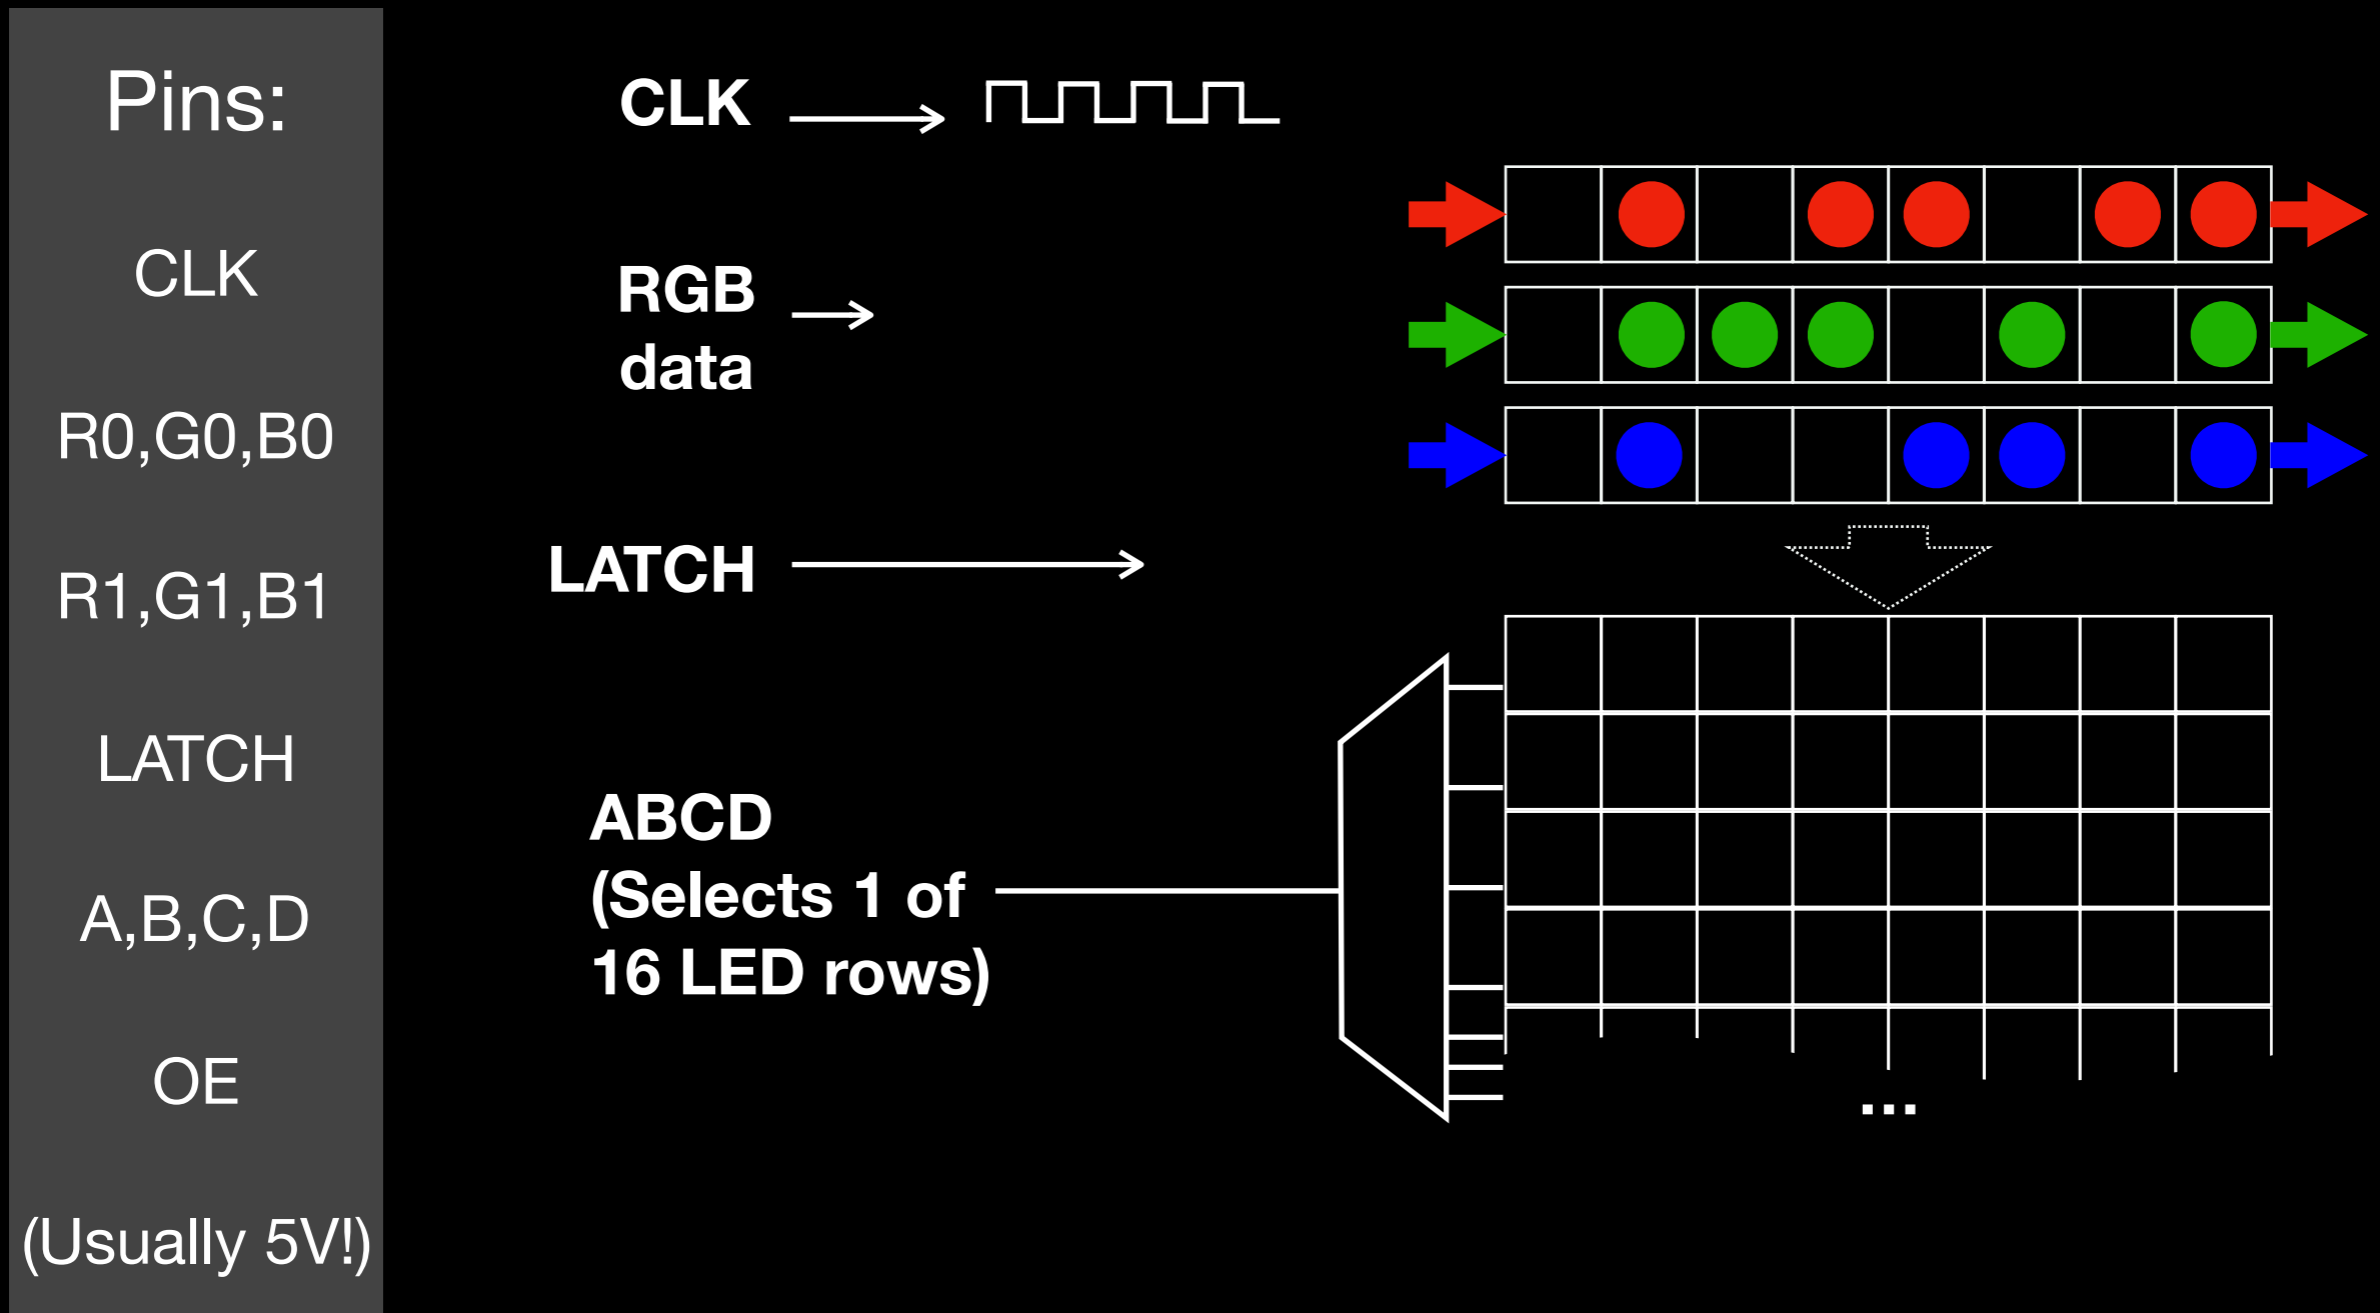 Pins:
CLK
R0,G0,B0
R1,G1,B1
LATCH
A,B,C,D
OE
(Usually 5V!)
CLK
RGB
data
LATCH
ABCD
(Selects 1 of
16 LED rows)
...